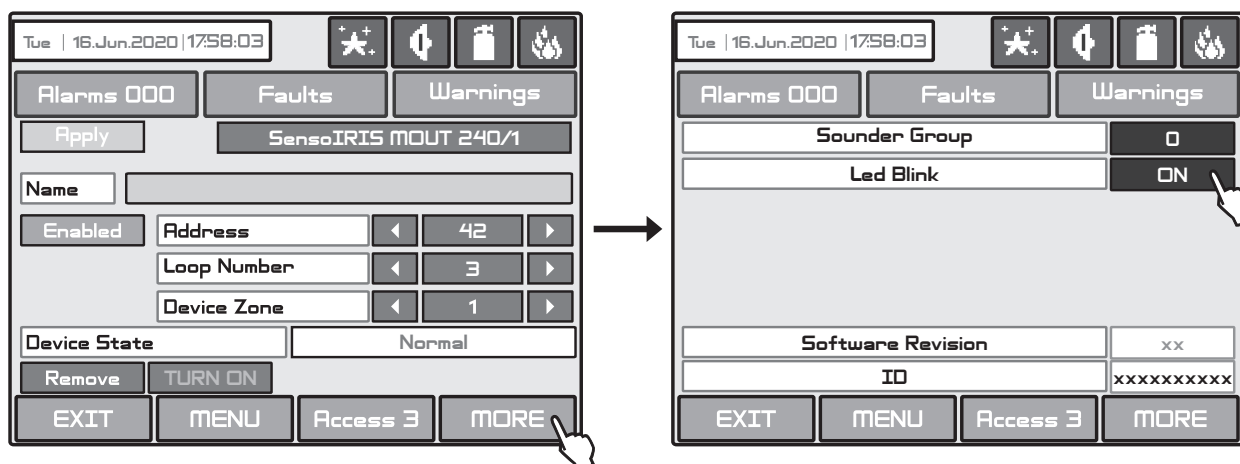 Tue | 16.Jun.2020 | 17:58:03
Alarms 000 Faults Warnings
Apply SensoIRIS MOUT 240/1
Name
Enabled Address 42
Loop Number 3
Device Zone 1
Device State Normal
Remove TURN ON
EXIT MENU Access 3 MORE
Tue | 16.Jun.2020 | 17:58:03
Alarms 000 Faults Warnings
Sounder Group 0
Led Blink ON
Software Revision xx
ID xxxxxxxxxx
EXIT MENU Access 3 MORE